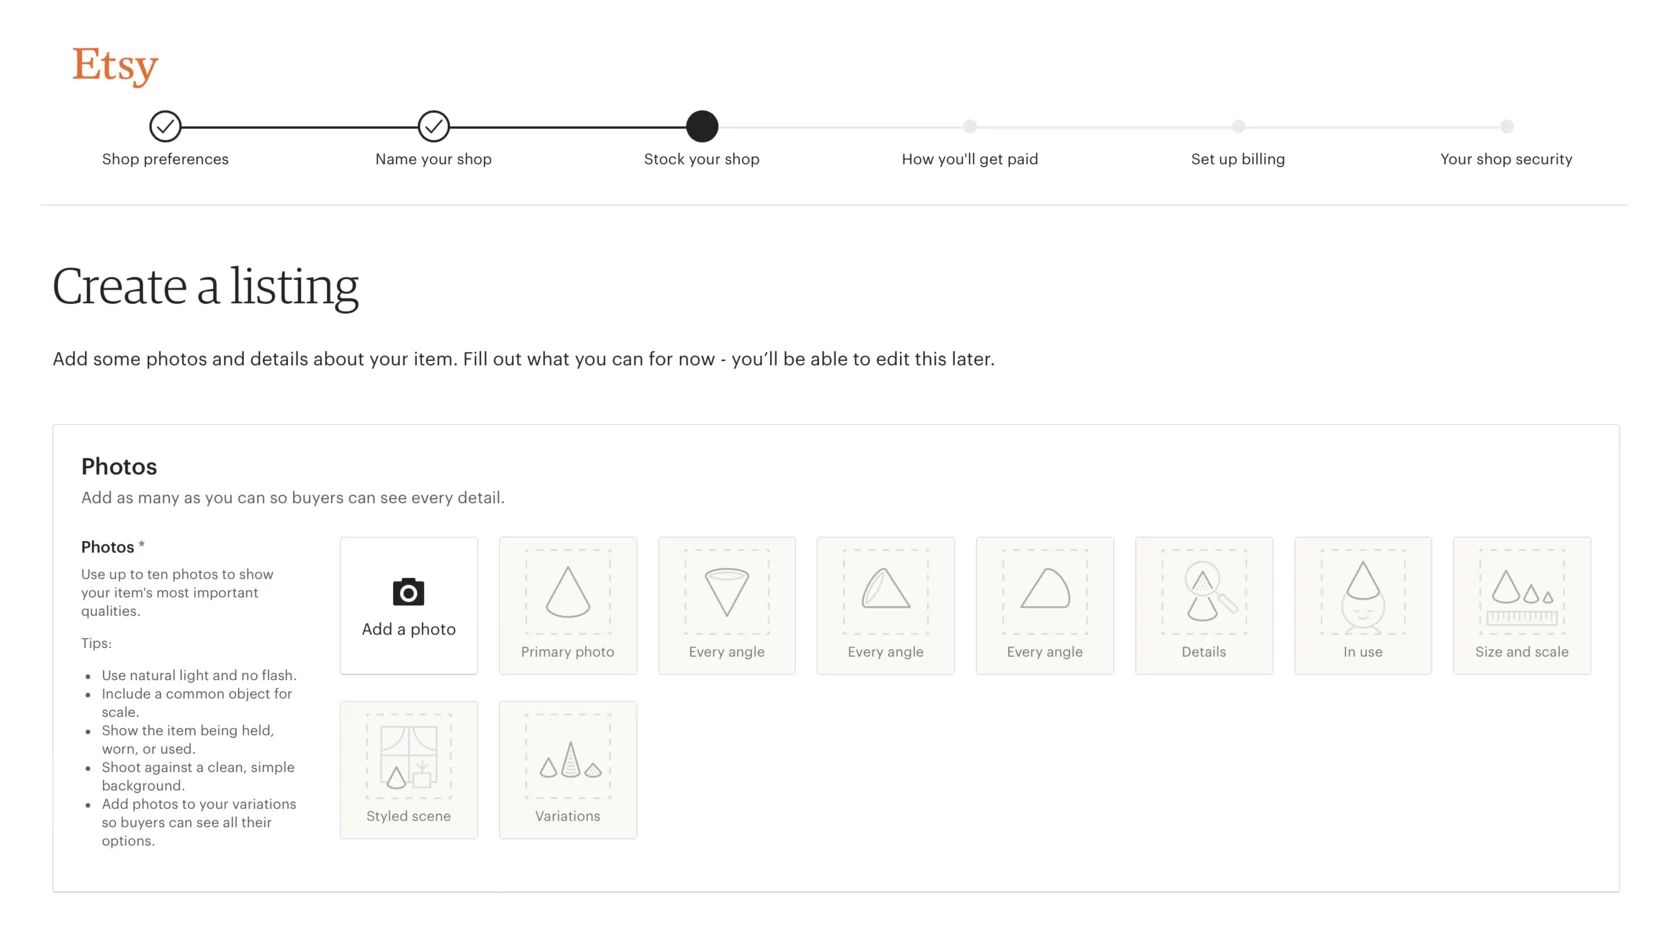 Etsy
Shop preferences
Name your shop
Stock your shop
How you'll get paid
Set up billing
Your shop security
Create a listing
Add some photos and details about your item. Fill out what you can for now - you’ll be able to edit this later.
Photos
Add as many as you can so buyers can see every detail.
Photos *
Use up to ten photos to show
your item's most important
qualities.
Tips:
• Use natural light and no flash.
• Include a common object for
scale.
• Show the item being held,
worn, or used.
• Shoot against a clean, simple
background.
• Add photos to your variations
so buyers can see all their
options.
Add a photo
Primary photo
Every angle
Every angle
Every angle
Details
In use
Size and scale
Styled scene
Variations